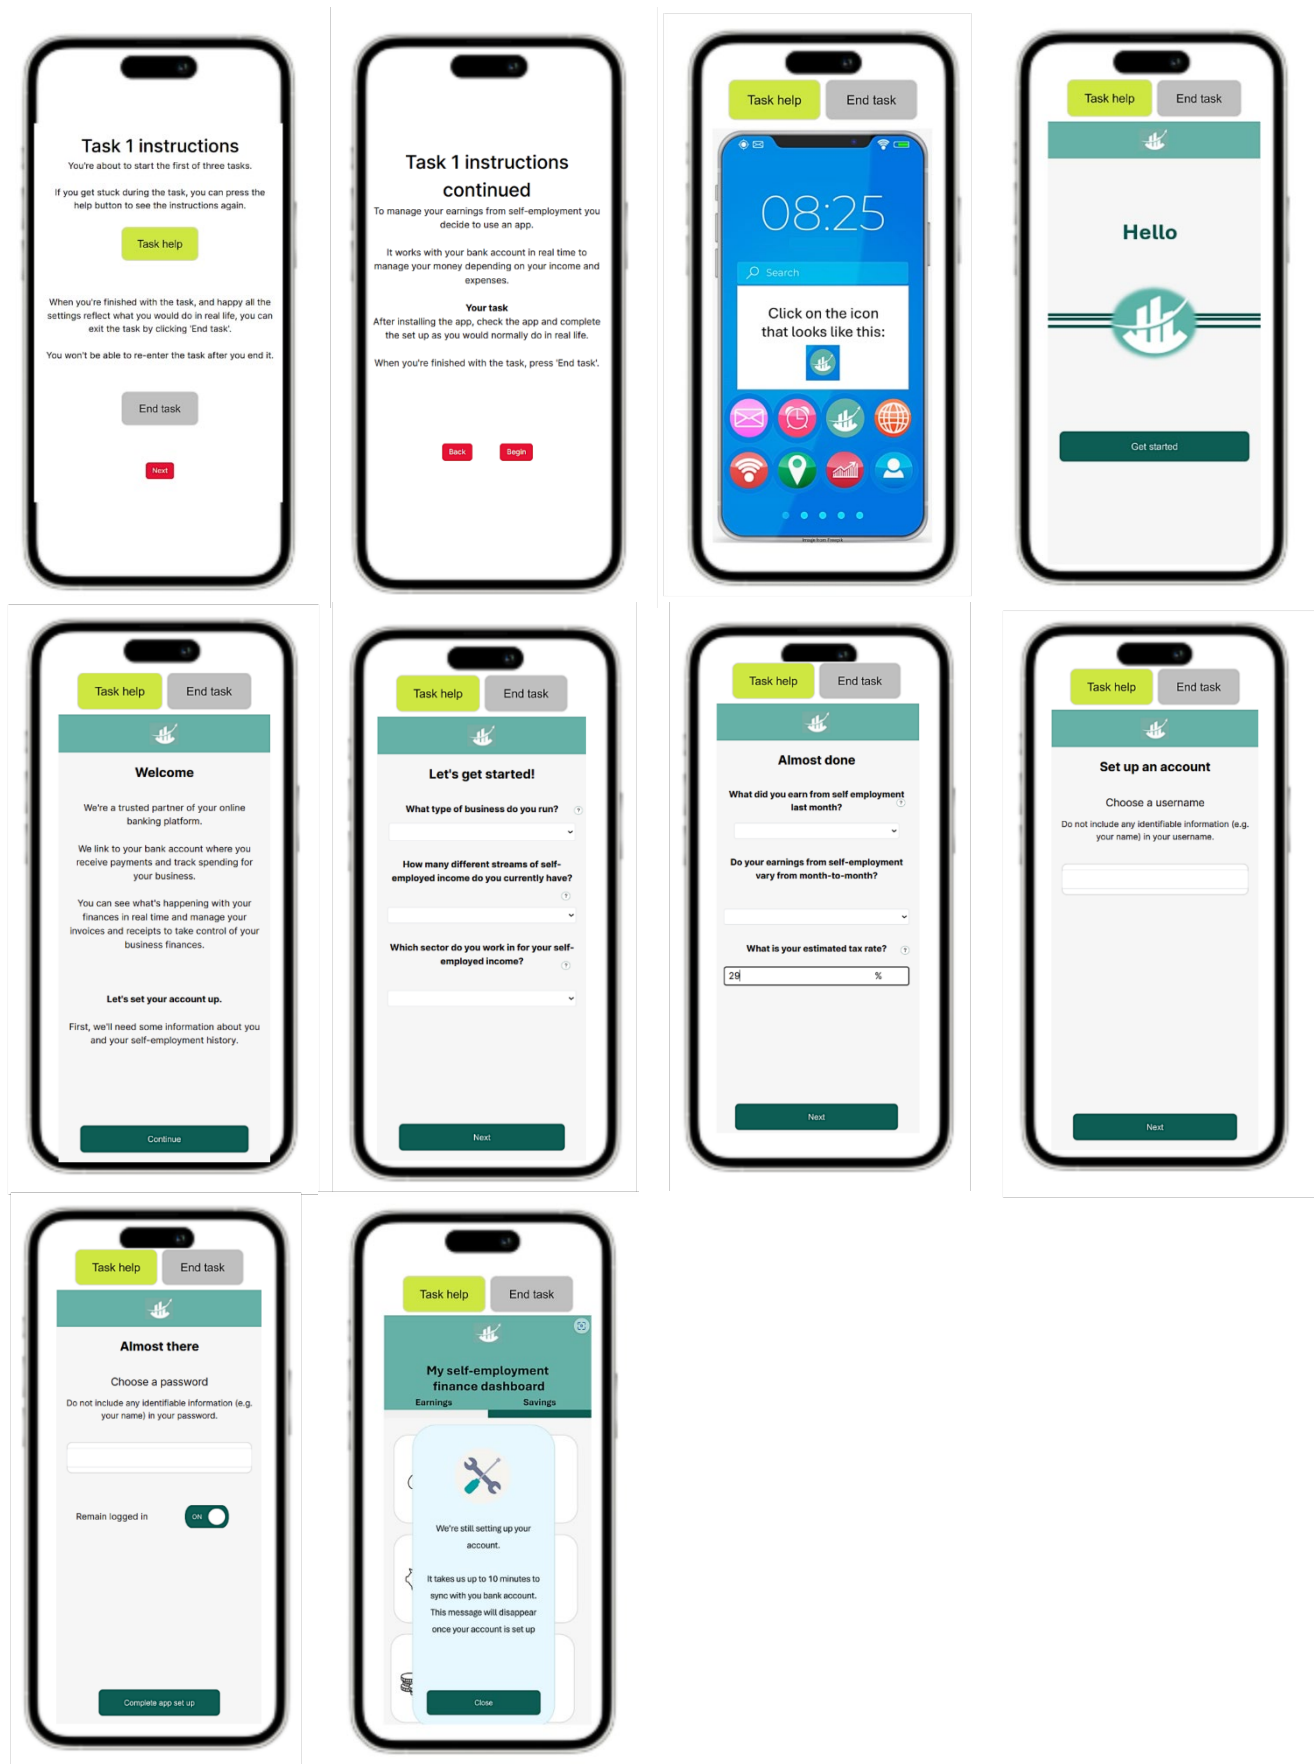 Task 1 instructions
You're about to start the first of three tasks.
If you get stuck during the task, you can press the
help button to see the instructions again.
Task help
When you're finished with the task, and happy all the
settings reflect what you would do in real life, you can
exit the task by clicking 'End task'.
You won't be able to re-enter the task after you end it.
End task
Next
Task 1 instructions
continued
To manage your earnings from self-employment you
decide to use an app.
It works with your bank account in real time to
manage your money depending on your income and
expenses.
Your task
After installing the app, check the app and complete
the set up as you would normally do in real life.
When you're finished with the task, press 'End task'.
Back
Begin
Task help
End task
08:25
Search
Click on the icon
that looks like this:
Image from Freepik
Task help
End task
Hello
Get started
Task help
End task
Welcome
We're a trusted partner of your online
banking platform.
We link to your bank account where you
receive payments and track spending for
your business.
You can see what's happening with your
finances in real time and manage your
invoices and receipts to take control of your
business finances.
Let's set your account up.
First, we'll need some information about you
and your self-employment history.
Continue
Task help
End task
Let's get started!
What type of business do you run? ?
How many different streams of self-
employed income do you currently have?
?
Which sector do you work in for your self-
employed income? ?
Next
Task help
End task
Almost done
What did you earn from self employment
last month? ?
Do your earnings from self-employment
vary from month-to-month?
What is your estimated tax rate? ?
29 %
Next
Task help
End task
Set up an account
Choose a username
Do not include any identifiable information (e.g.
your name) in your username.
Next
Task help
End task
Almost there
Choose a password
Do not include any identifiable information (e.g.
your name) in your password.
Remain logged in ON
Complete app set up
Task help
End task
My self-employment
finance dashboard
Earnings
Savings
We're still setting up your
account.
It takes us up to 10 minutes to
sync with you bank account.
This message will disappear
once your account is set up
Close